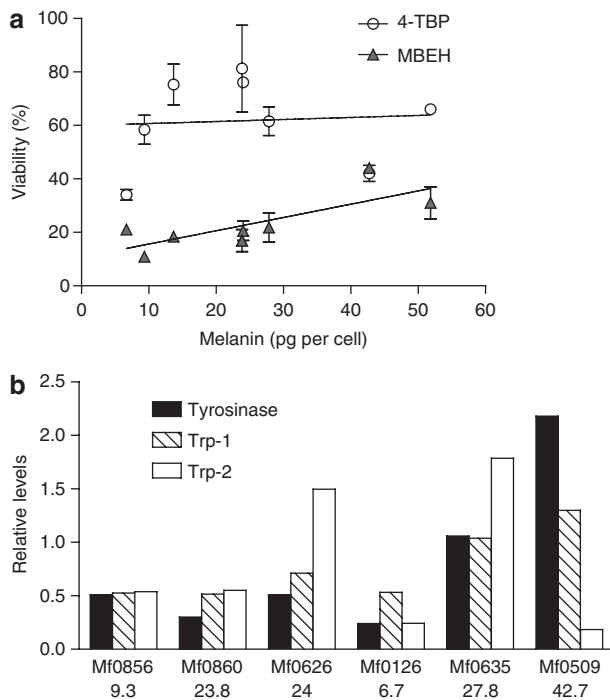 a
4-TBP
MBEH
100
80
60
40
20
0
Viability (%)
0 10 20 30 40 50 60
Melanin (pg per cell)
b
2.5
2.0
1.5
1.0
0.5
0.0
Relative levels
Tyrosinase
Trp-1
Trp-2
Mf0856 Mf0860 Mf0626 Mf0126 Mf0635 Mf0509
9.3 23.8 24 6.7 27.8 42.7